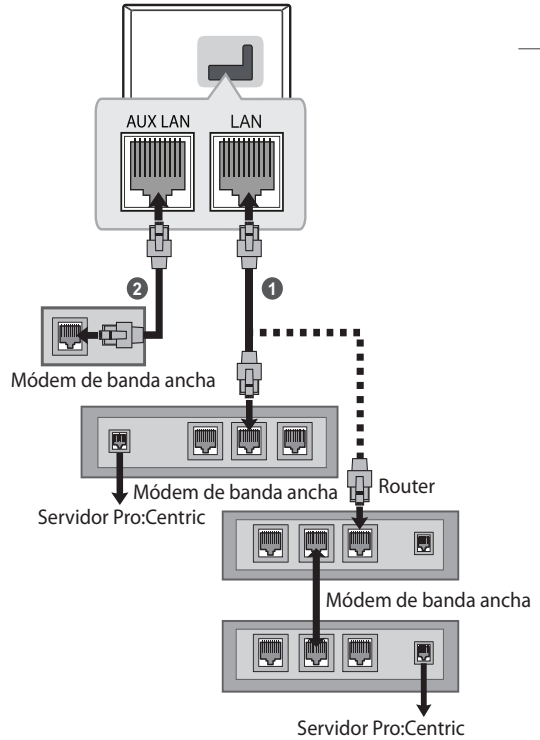 AUX LAN
LAN
2
1
Módem de banda ancha
Módem de banda ancha
Servidor Pro:Centric
Router
Módem de banda ancha
Servidor Pro:Centric